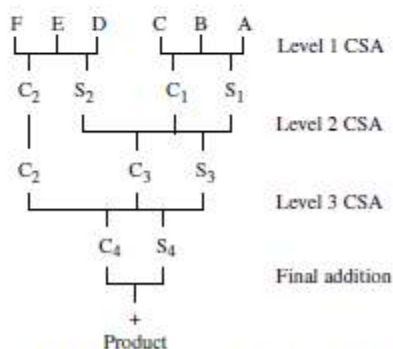 F E D C B A
Level 1 CSA
C₂ S₂ C₁ S₁
Level 2 CSA
C₂ C₃ S₃
Level 3 CSA
C₄ S₄
Final addition
+
Product